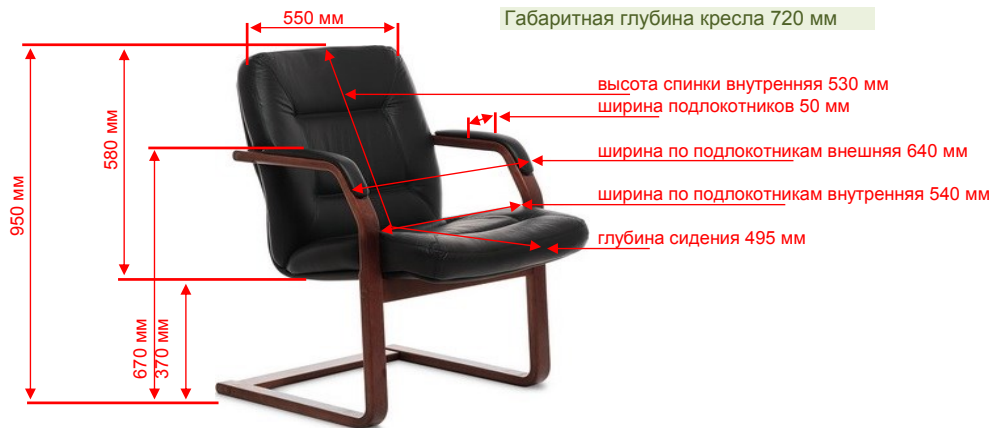 550 мм
Габаритная глубина кресла 720 мм
высота спинки внутренняя 530 мм
ширина подлокотников 50 мм
580 мм
ширина по подлокотникам внешняя 640 мм
950 мм
ширина по подлокотникам внутренняя 540 мм
глубина сидения 495 мм
670 мм
370 мм